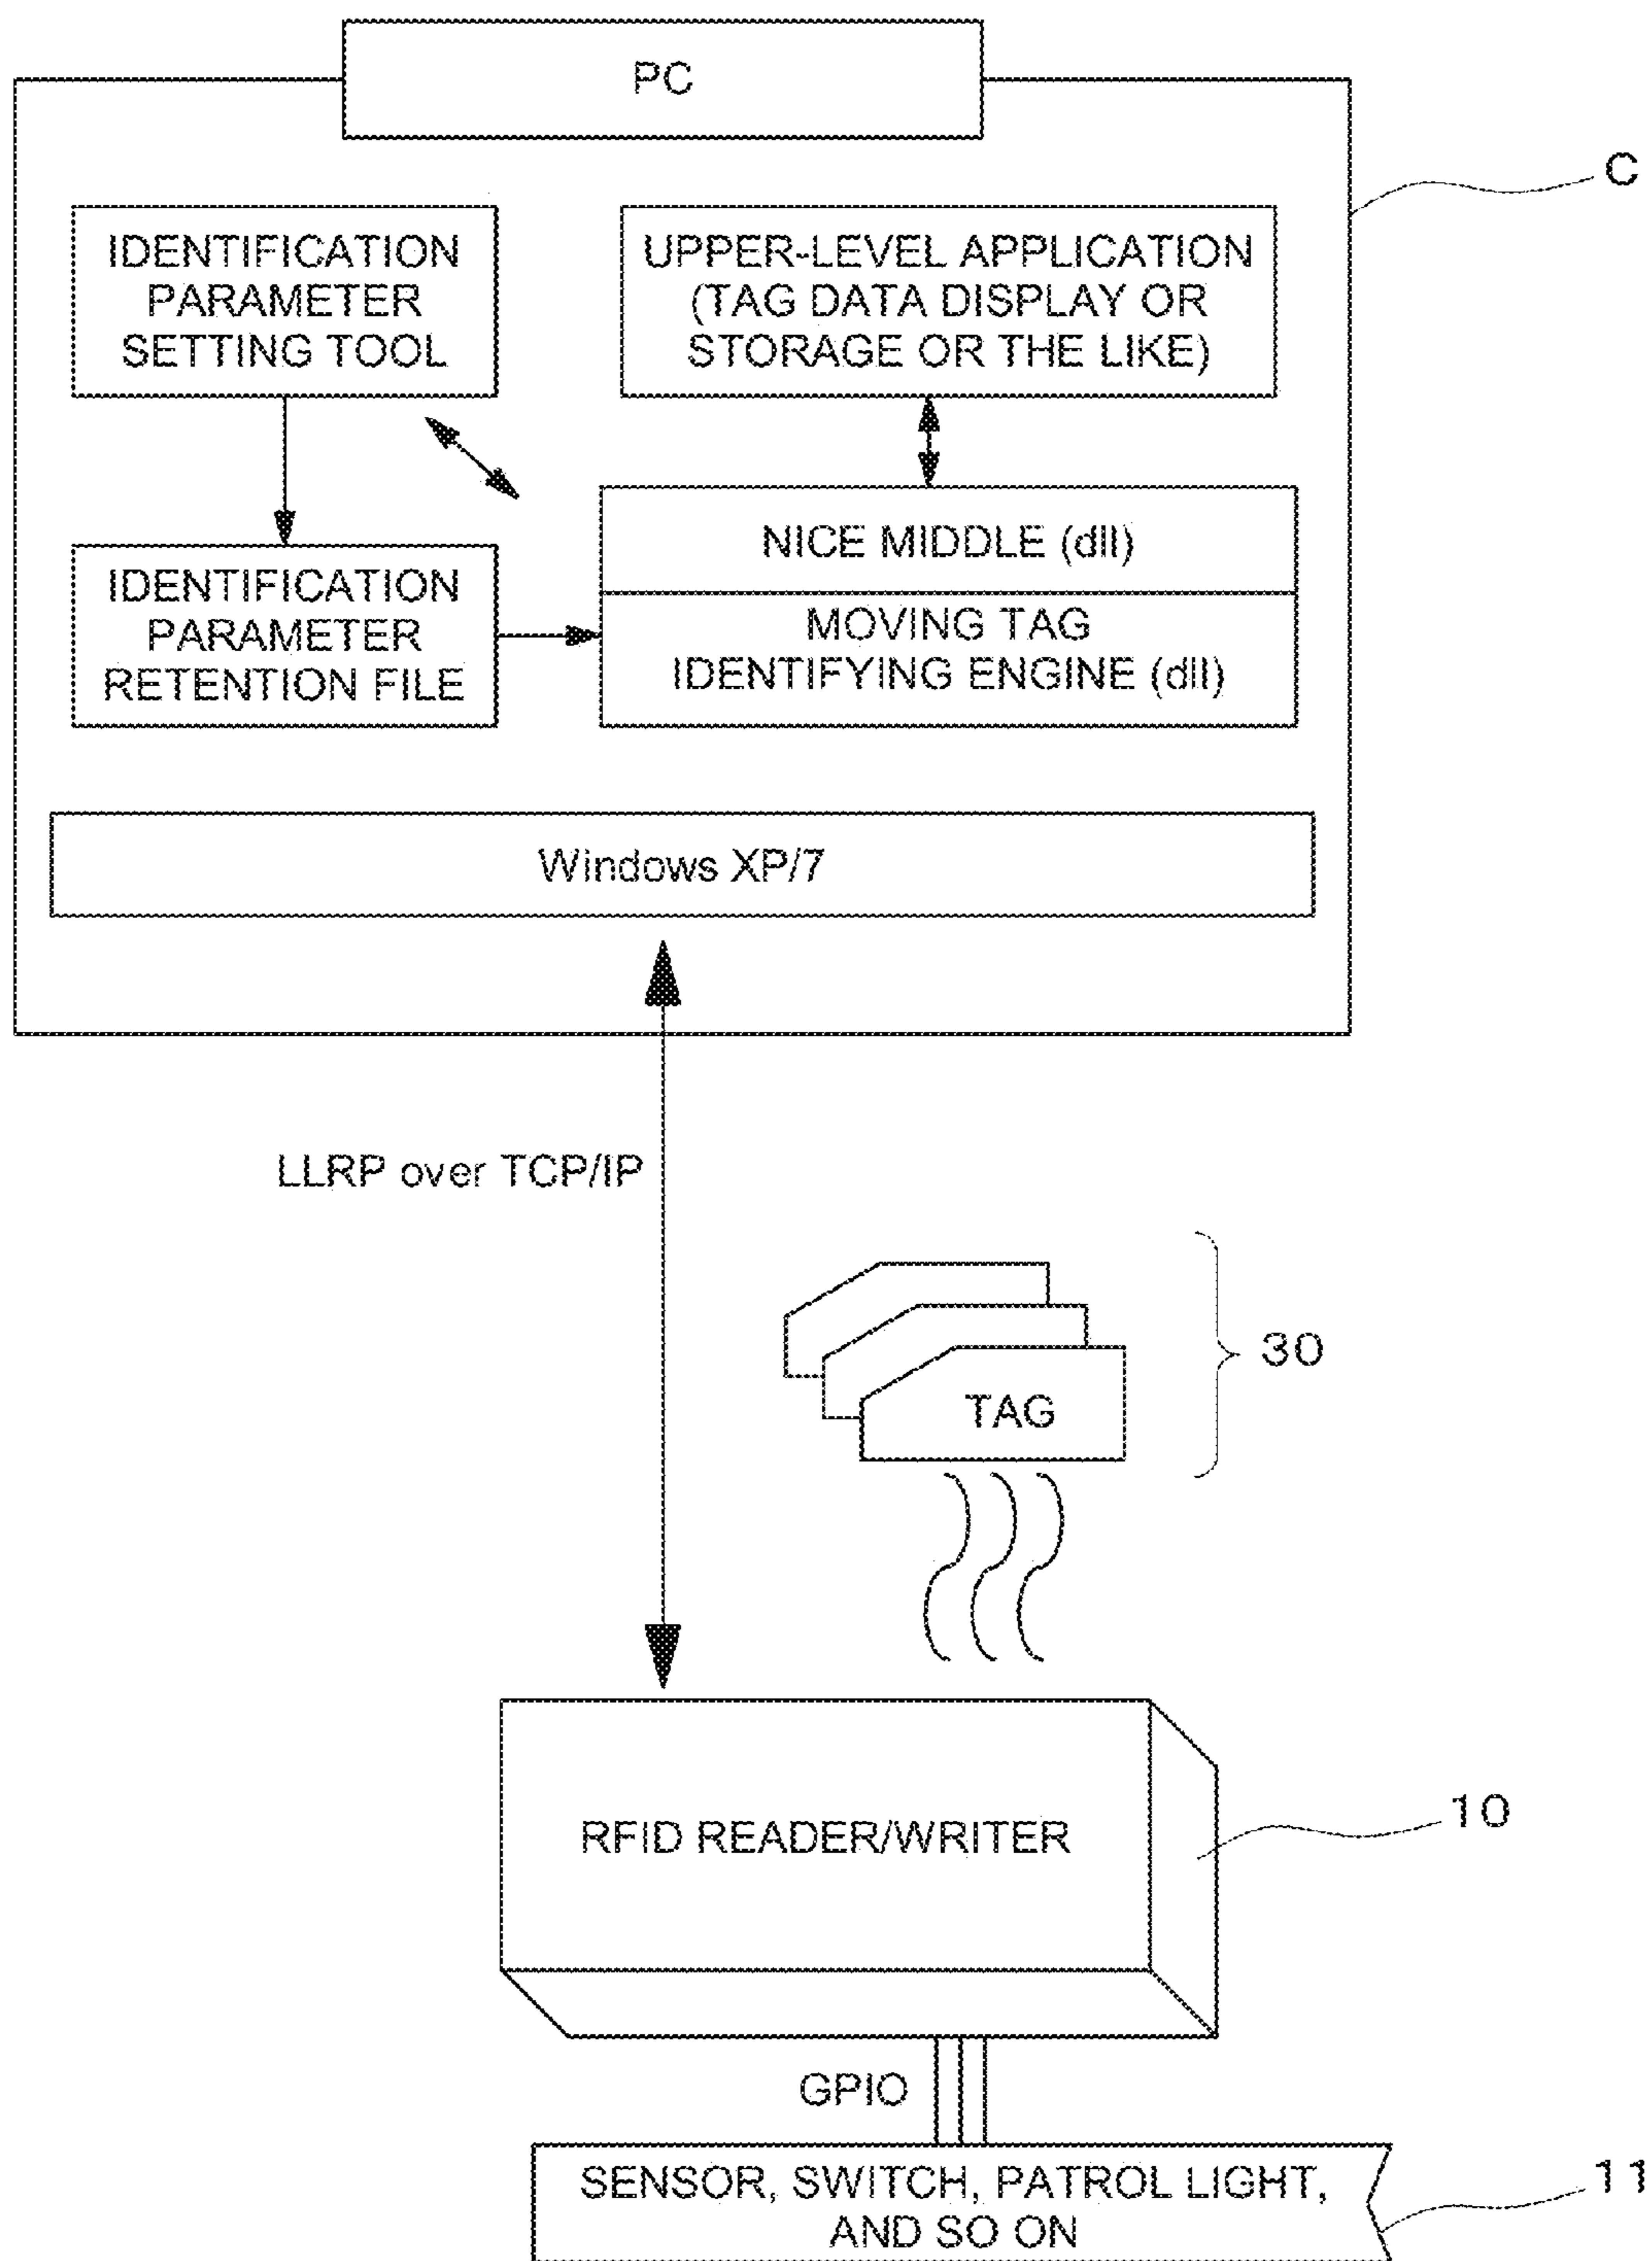 PC
C
IDENTIFICATION
PARAMETER
SETTING TOOL
UPPER-LEVEL APPLICATION
(TAG DATA DISPLAY OR
STORAGE OR THE LIKE)
NICE MIDDLE (dll)
IDENTIFICATION
PARAMETER
RETENTION FILE
MOVING TAG
IDENTIFYING ENGINE (dll)
Windows XP/7
LLRP over TCP/IP
30
TAG
RFID READER/WRITER
10
GPIO
SENSOR, SWITCH, PATROL LIGHT,
AND SO ON
11